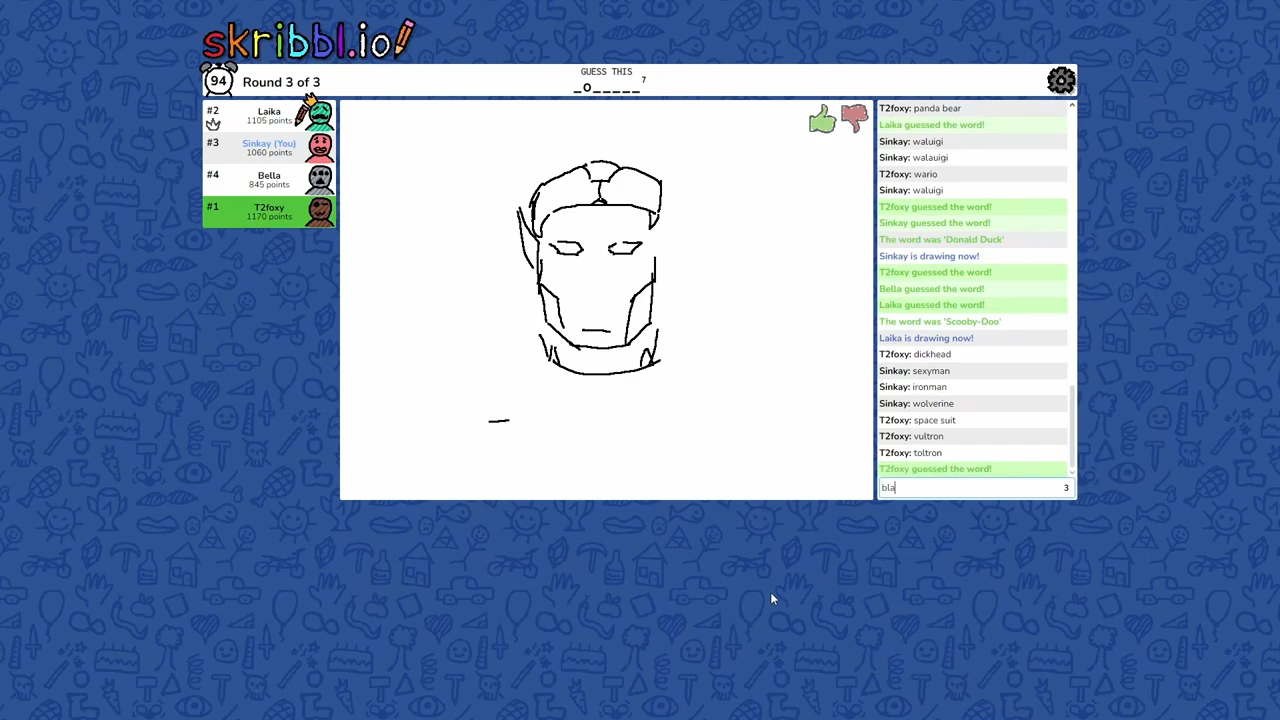 skribbl.io
94
Round 3 of 3
GUESS THIS
_o_____ 7
#2
Laika
1105 points
#3
Sinkay (You)
1060 points
#4
Bella
845 points
#1
T2foxy
1170 points
T2foxy: panda bear
Laika guessed the word!
Sinkay: waluigi
Sinkay: walauigi
T2foxy: wario
Sinkay: waluigi
T2foxy guessed the word!
Sinkay guessed the word!
The word was 'Donald Duck'
Sinkay is drawing now!
T2foxy guessed the word!
Bella guessed the word!
Laika guessed the word!
The word was 'Scooby-Doo'
Laika is drawing now!
T2foxy: dickhead
Sinkay: sexyman
Sinkay: ironman
Sinkay: wolverine
T2foxy: space suit
T2foxy: vultron
T2foxy: toltron
T2foxy guessed the word!
bla 3